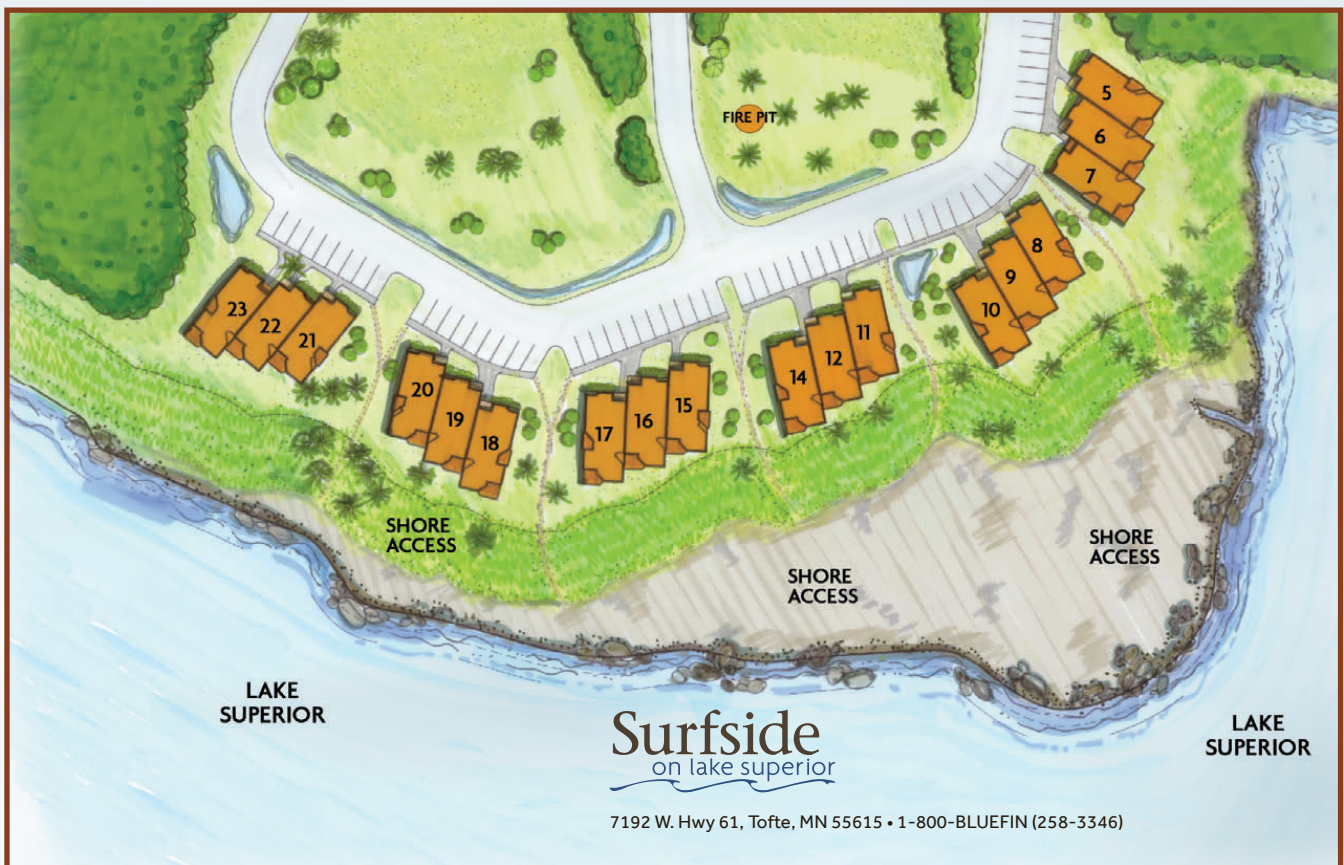 5
FIRE PIT
6
7
8
9
10
11
12
14
15
16
17
18
19
20
21
22
23
SHORE
ACCESS
SHORE
ACCESS
SHORE
ACCESS
LAKE
SUPERIOR
LAKE
SUPERIOR
Surfside
on lake superior
7192 W. Hwy 61, Tofte, MN 55615 • 1-800-BLUEFIN (258-3346)